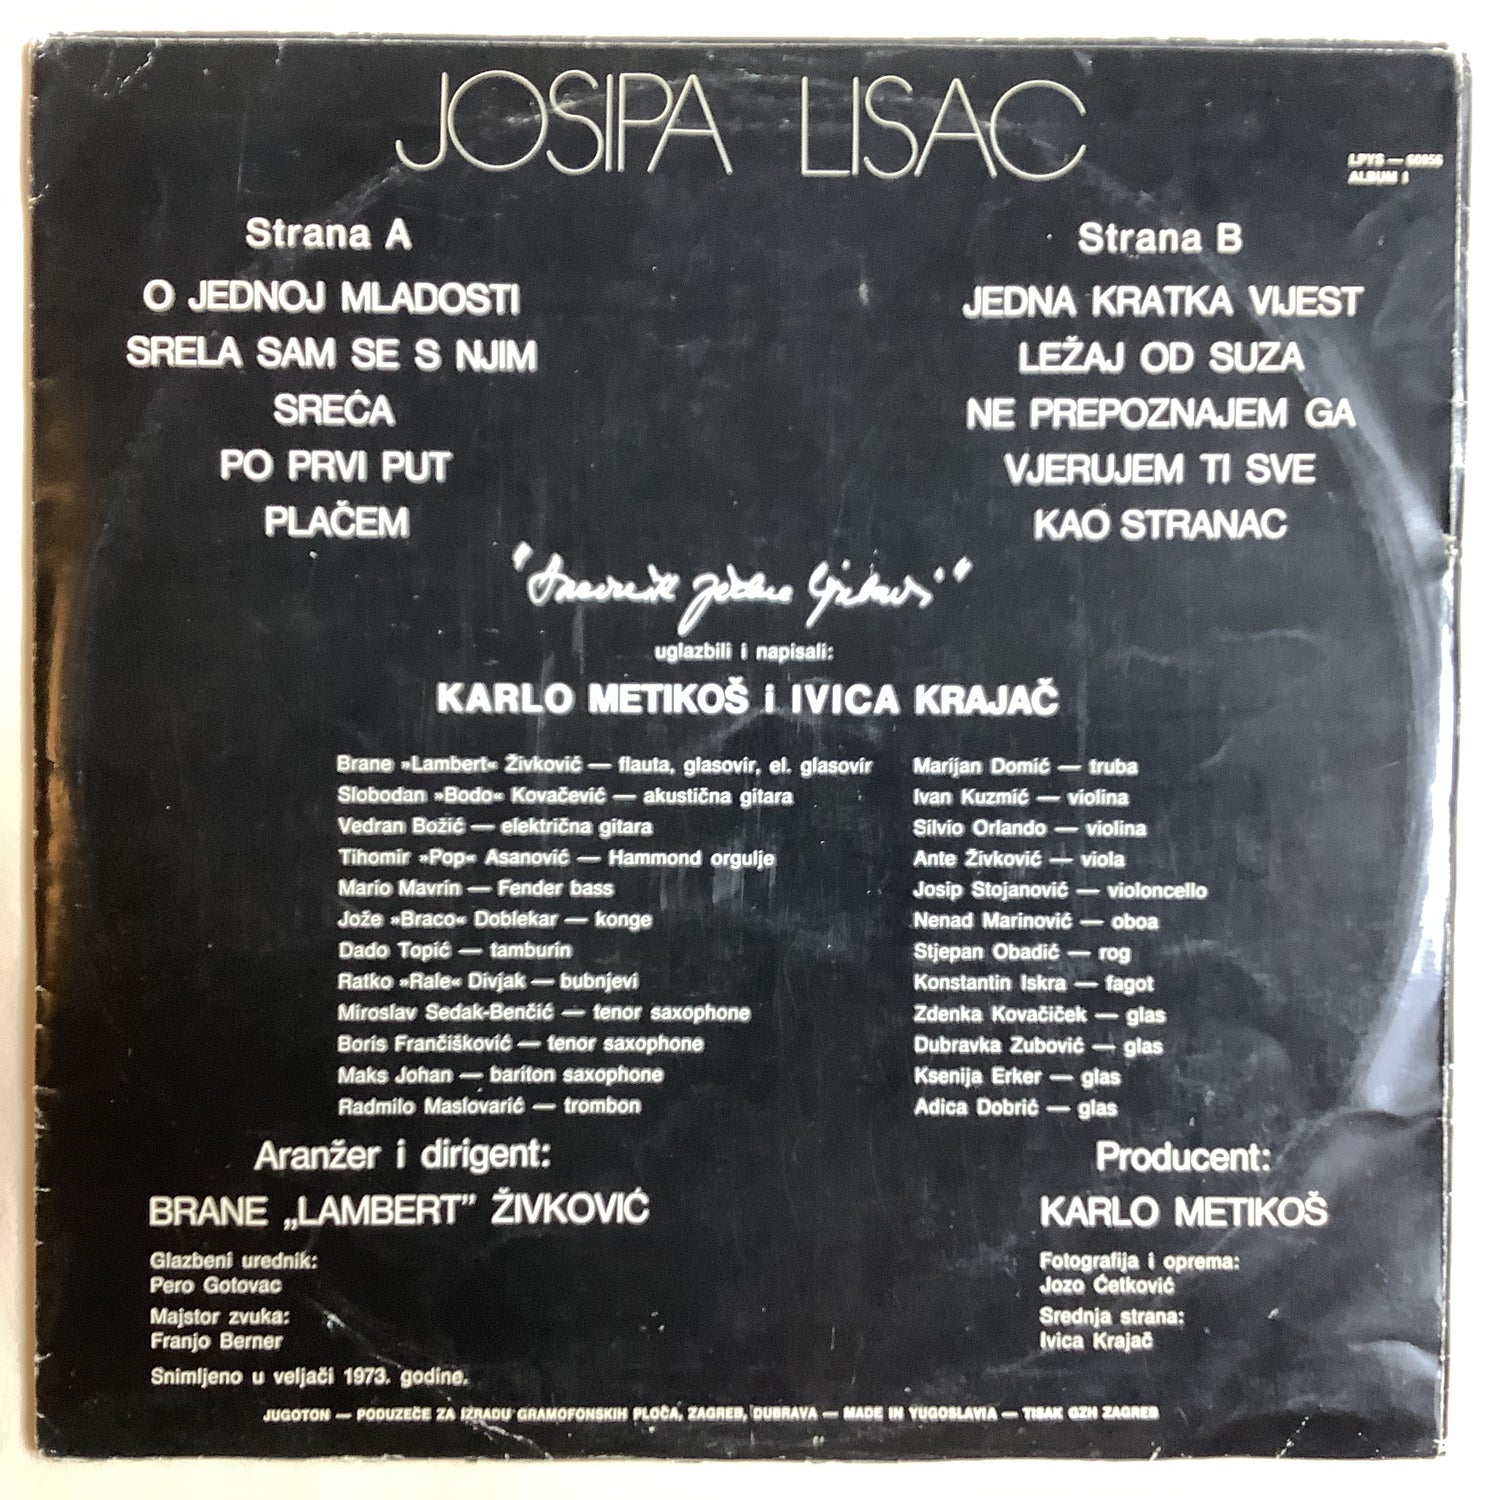 JOSIPA LISAC
LPYS — 60956
ALBUM I
Strana A
O JEDNOJ MLADOSTI
SRELA SAM SE S NJIM
SREĆA
PO PRVI PUT
PLAČEM
Strana B
JEDNA KRATKA VIJEST
LEŽAJ OD SUZA
NE PREPOZNAJEM GA
VJERUJEM TI SVE
KAO STRANAC
"Dnevnik jedne ljubavi"
uglazbili i napisali:
KARLO METIKOŠ i IVICA KRAJAČ
Brane »Lambert« Živkovič — flauta, glasovir, el. glasovir
Slobodan »Bodo« Kovačević — akustična gitara
Vedran Božić — električna gitara
Tihomir »Pop« Asanović — Hammond orgulje
Mario Mavrin — Fender bass
Jože »Braco« Doblekar — konge
Dado Topić — tamburin
Ratko »Rale« Divjak — bubnjevi
Miroslav Sedak-Benčić — tenor saxophone
Boris Frančišković — tenor saxophone
Maks Johan — bariton saxophone
Radmilo Maslovarić — trombon
Marijan Domić — truba
Ivan Kuzmić — violina
Silvio Orlando — violina
Ante Živković — viola
Josip Stojanović — violoncello
Nenad Marinović — oboa
Stjepan Obadić — rog
Konstantin Iskra — fagot
Zdenka Kovačiček — glas
Dubravka Zubović — glas
Ksenija Erker — glas
Adica Dobrić — glas
Aranžer i dirigent:
BRANE „LAMBERT” ŽIVKOVIĆ
Glazbeni urednik:
Pero Gotovac
Majstor zvuka:
Franjo Berner
Snimljeno u veljači 1973. godine.
Producent:
KARLO METIKOŠ
Fotografija i oprema:
Jozo Ćetković
Srednja strana:
Ivica Krajač
JUGOTON — PODUZEĆE ZA IZRADU GRAMOFONSKIH PLOČA, ZAGREB, DUBRAVA — MADE IN YUGOSLAVIA — TISAK GZH ZAGREB